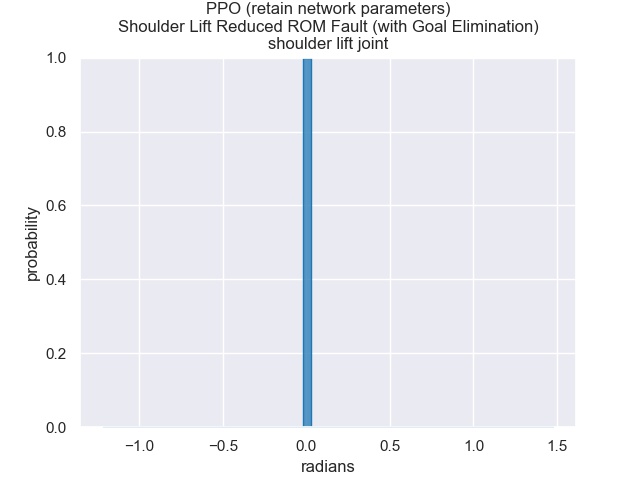 PPO (retain network parameters)
Shoulder Lift Reduced ROM Fault (with Goal Elimination)
shoulder lift joint
1.0
0.8
0.6
0.4
0.2
0.0
probability
−1.0 −0.5 0.0 0.5 1.0 1.5
radians